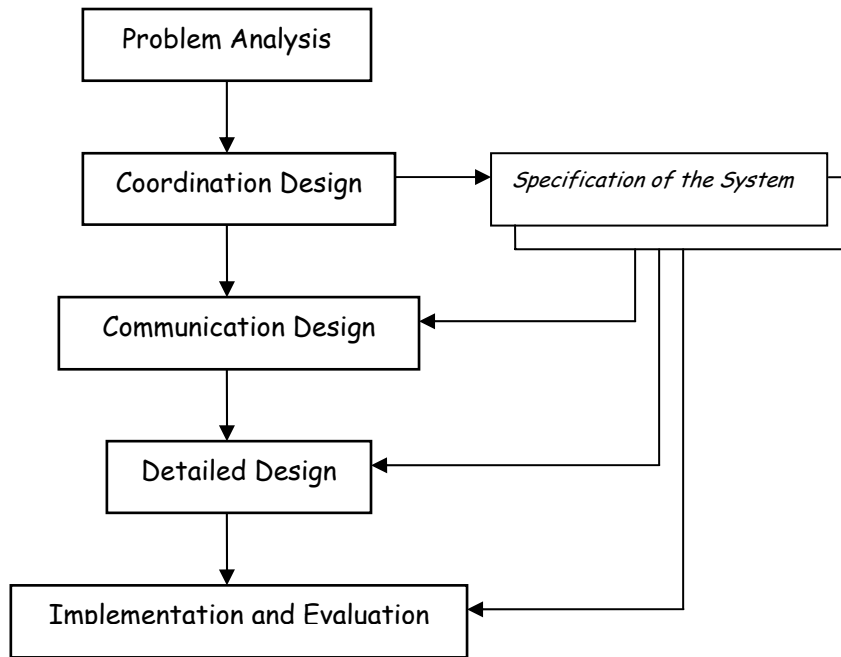 Problem Analysis
Coordination Design
Specification of the System
Communication Design
Detailed Design
Implementation and Evaluation